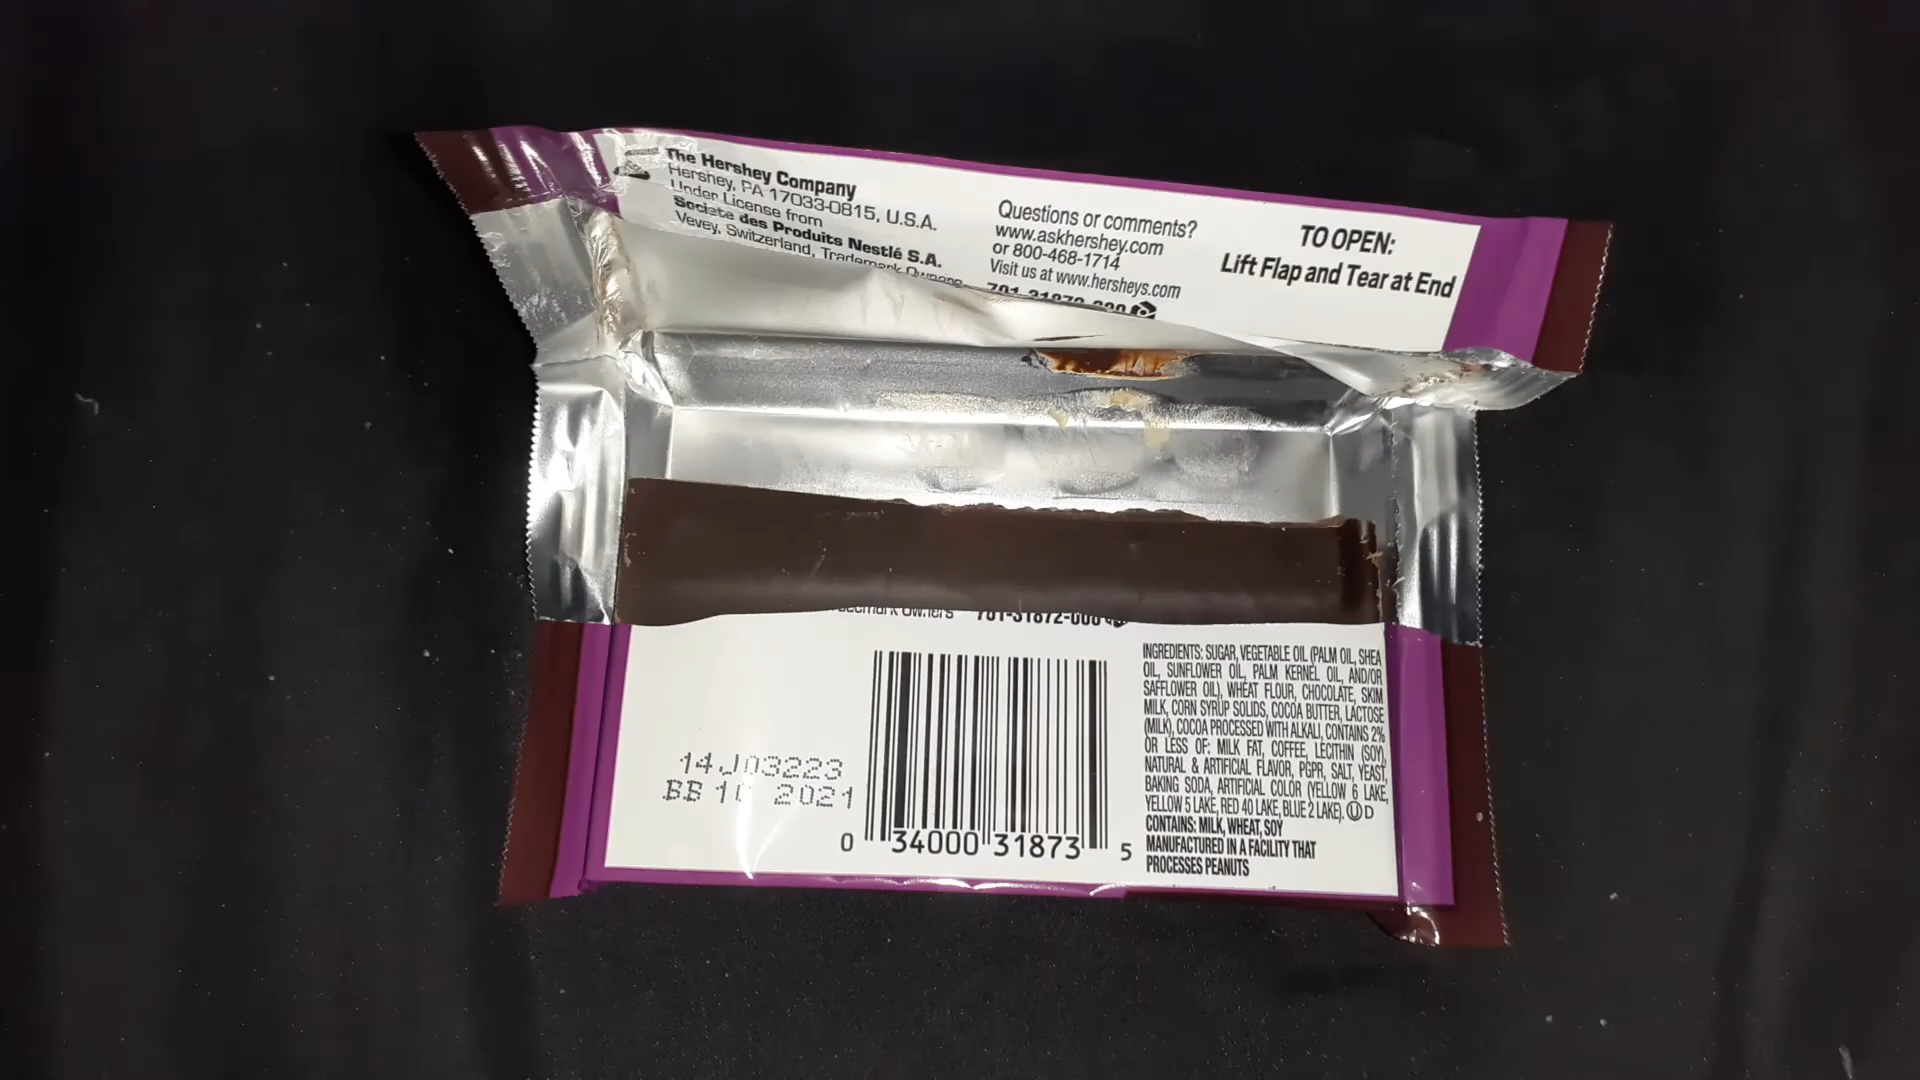 The Hershey Company
Hershey, PA 17033-0815, U.S.A.
Under License from
Societe des Produits Nestlé S.A.
Vevey, Switzerland, Trademark Owners
Questions or comments?
www.askhershey.com
or 800-468-1714
Visit us at www.hersheys.com
TO OPEN:
Lift Flap and Tear at End
701-31872-000
14J03223
BB 10 2021
0 34000 31873 5
INGREDIENTS: SUGAR, VEGETABLE OIL (PALM OIL, SHEA
OIL, SUNFLOWER OIL, PALM KERNEL OIL, AND/OR
SAFFLOWER OIL), WHEAT FLOUR, CHOCOLATE, SKIM
MILK, CORN SYRUP SOLIDS, COCOA BUTTER, LACTOSE
(MILK), COCOA PROCESSED WITH ALKALI, CONTAINS 2%
OR LESS OF: MILK FAT, COFFEE, LECITHIN (SOY),
NATURAL & ARTIFICIAL FLAVOR, PGPR, SALT, YEAST,
BAKING SODA, ARTIFICIAL COLOR (YELLOW 6 LAKE,
YELLOW 5 LAKE, RED 40 LAKE, BLUE 2 LAKE). Ⓤ D
CONTAINS: MILK, WHEAT, SOY
MANUFACTURED IN A FACILITY THAT
PROCESSES PEANUTS